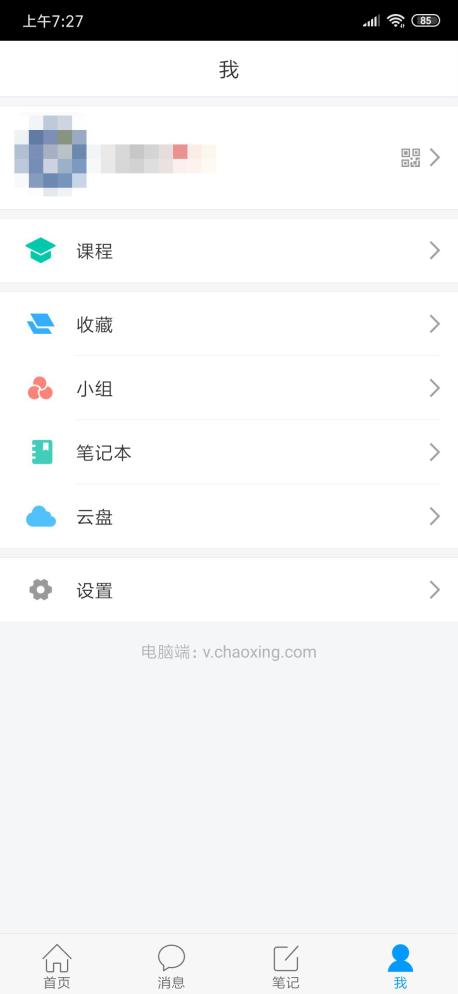 上午7:27
85
我
课程
收藏
小组
笔记本
云盘
设置
电脑端：v.chaoxing.com
首页
消息
笔记
我